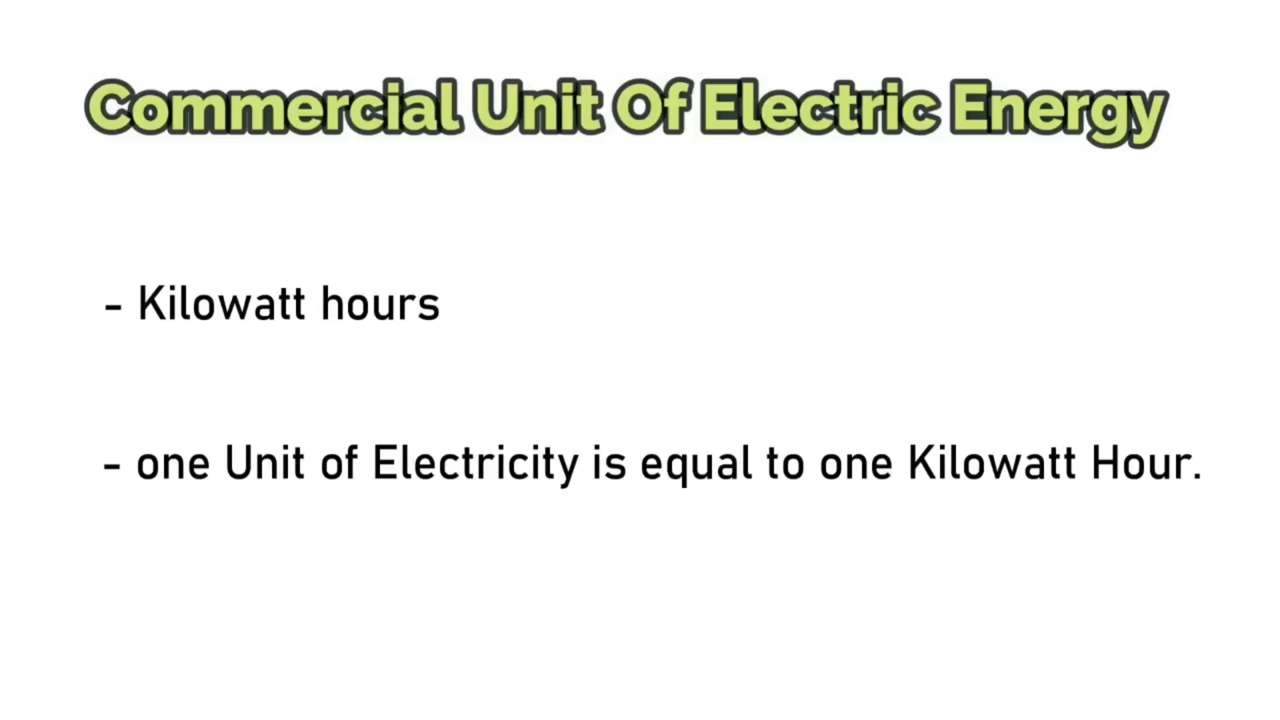 Commercial Unit Of Electric Energy
- Kilowatt hours
- one Unit of Electricity is equal to one Kilowatt Hour.